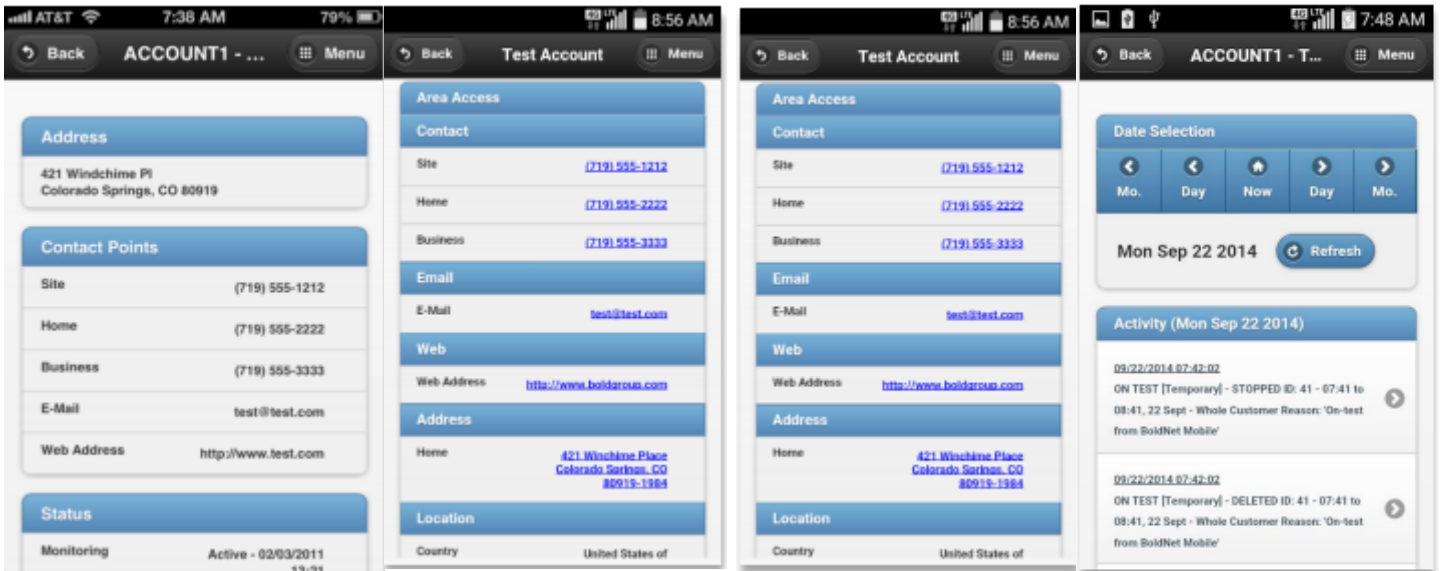 AT&T 7:38 AM 79%
Back ACCOUNT1 - ... Menu
Address
421 Windchime Pl
Colorado Springs, CO 80919
Contact Points
Site (719) 555-1212
Home (719) 555-2222
Business (719) 555-3333
E-Mail test@test.com
Web Address http://www.test.com
Status
Monitoring Active - 02/03/2011
13:21
4G LTE 8:56 AM
Back Test Account Menu
Area Access
Contact
Site (719) 555-1212
Home (719) 555-2222
Business (719) 555-3333
Email
E-Mail test@test.com
Web
Web Address http://www.boldgroup.com
Address
Home 421 Winchime Place
Colorado Springs, CO
80919-1984
Location
Country United States of
4G LTE 8:56 AM
Back Test Account Menu
Area Access
Contact
Site (719) 555-1212
Home (719) 555-2222
Business (719) 555-3333
Email
E-Mail test@test.com
Web
Web Address http://www.boldgroup.com
Address
Home 421 Winchime Place
Colorado Springs, CO
80919-1984
Location
Country United States of
4G LTE 7:48 AM
Back ACCOUNT1 - T... Menu
Date Selection
Mo. Day Now Day Mo.
Mon Sep 22 2014 Refresh
Activity (Mon Sep 22 2014)
09/22/2014 07:42:02
ON TEST [Temporary] - STOPPED ID: 41 - 07:41 to
08:41, 22 Sept - Whole Customer Reason: 'On-test
from BoldNet Mobile'
09/22/2014 07:42:02
ON TEST [Temporary] - DELETED ID: 41 - 07:41 to
08:41, 22 Sept - Whole Customer Reason: 'On-test
from BoldNet Mobile'